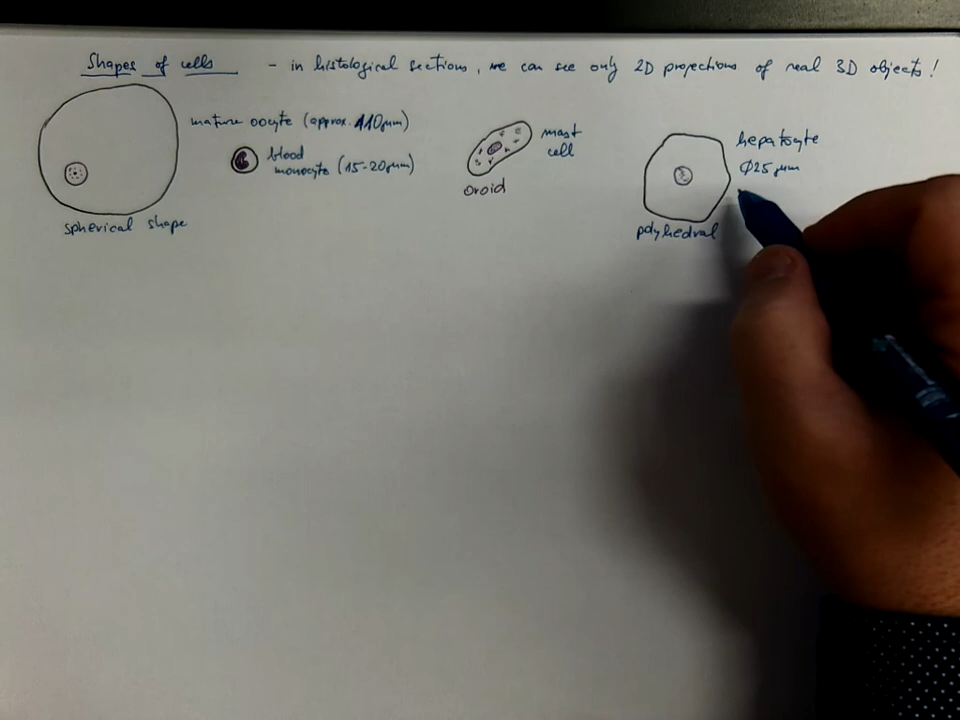 Shapes of cells - in histological sections, we can see only 2D projections of real 3D objects!
mature oocyte (approx. 110µm)
blood
monocyte (15-20µm)
spherical shape
mast
cell
ovoid
hepatocyte
Φ25µm
polyhedral